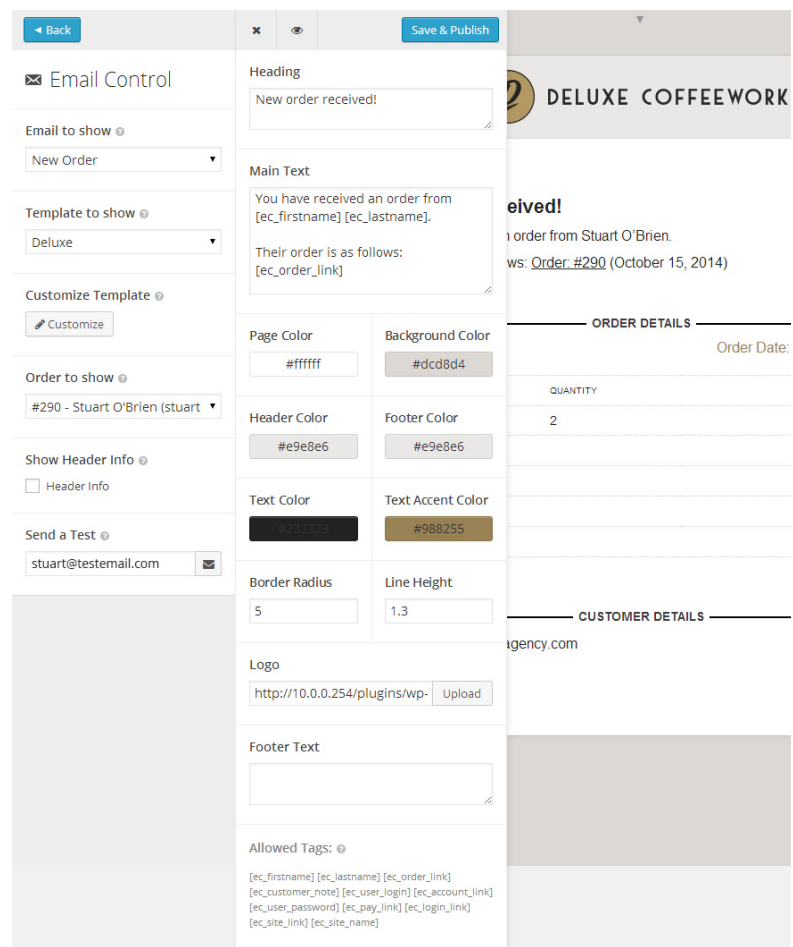 Back
Email Control
Email to show
New Order
Template to show
Deluxe
Customize Template
Customize
Order to show
#290 - Stuart O'Brien (stuart
Show Header Info
Header Info
Send a Test
stuart@testemail.com
Save & Publish
Heading
New order received!
Main Text
You have received an order from
[ec_firstname] [ec_lastname].
Their order is as follows:
[ec_order_link]
Page Color
Background Color
#ffffff
#dcd8d4
Header Color
Footer Color
#e9e8e6
#e9e8e6
Text Color
Text Accent Color
#232323
#988255
Border Radius
Line Height
5
1.3
Logo
http://10.0.0.254/plugins/wp-
Upload
Footer Text
Allowed Tags:
[ec_firstname] [ec_lastname] [ec_order_link]
[ec_customer_note] [ec_user_login] [ec_account_link]
[ec_user_password] [ec_pay_link] [ec_login_link]
[ec_site_link] [ec_site_name]
DELUXE COFFEEWORK
eived!
order from Stuart O'Brien.
ws: Order: #290 (October 15, 2014)
ORDER DETAILS
Order Date:
QUANTITY
2
CUSTOMER DETAILS
agency.com